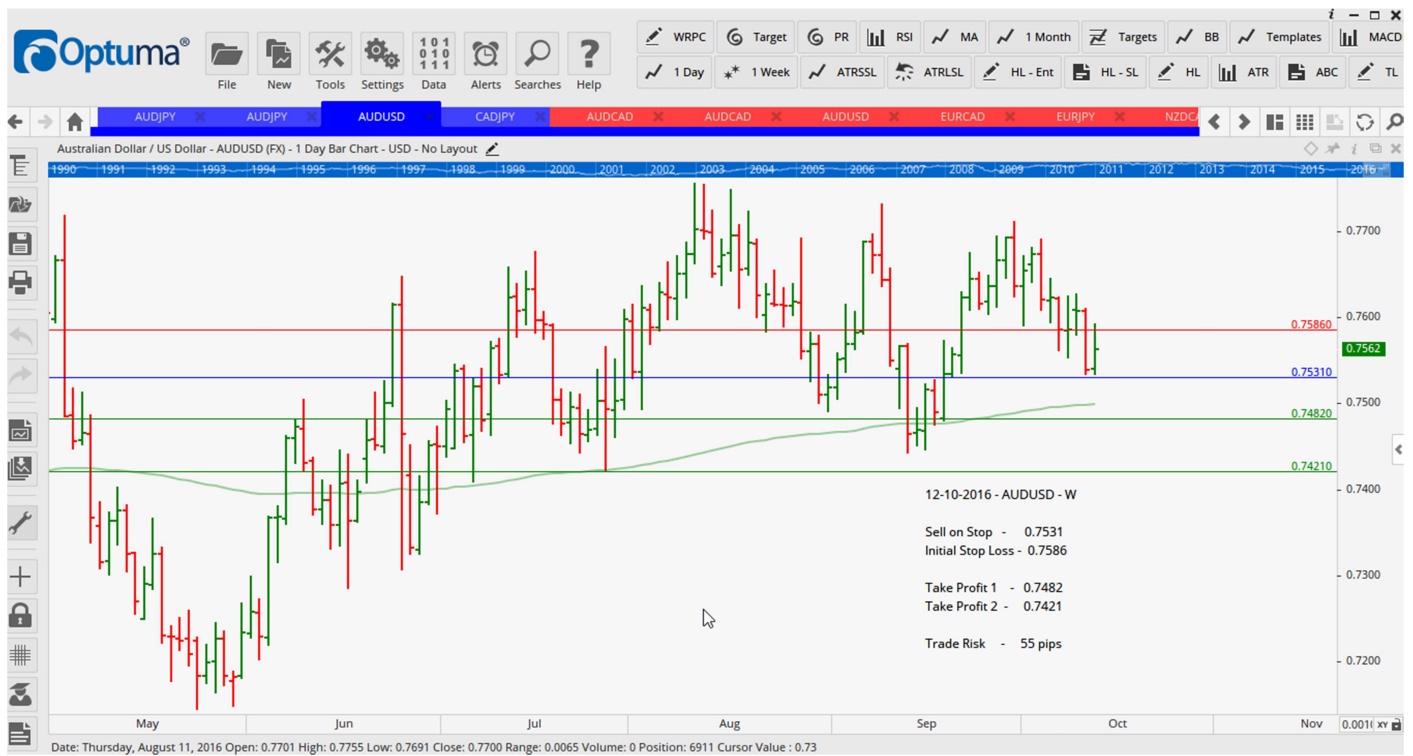 i
Optuma®
File New Tools Settings Data Alerts Searches Help
WRPC Target PR RSI MA 1 Month Targets BB Templates MACD
1 Day 1 Week ATRSSL ATRLSL HL - Ent HL - SL HL ATR ABC TL
AUDJPY AUDJPY AUDUSD CADJPY AUDCAD AUDCAD AUDUSD EURCAD EURJPY NZDCA
Australian Dollar / US Dollar - AUDUSD (FX) - 1 Day Bar Chart - USD - No Layout
1990 1991 1992 1993 1994 1995 1996 1997 1998 1999 2000 2001 2002 2003 2004 2005 2006 2007 2008 2009 2010 2011 2012 2013 2014 2015 2016
0.7700
0.7600
0.75860
0.7562
0.75310
0.7500
0.74820
0.74210
0.7400
12-10-2016 - AUDUSD - W
Sell on Stop - 0.7531
Initial Stop Loss - 0.7586
0.7300
Take Profit 1 - 0.7482
Take Profit 2 - 0.7421
Trade Risk - 55 pips
0.7200
May Jun Jul Aug Sep Oct Nov XY
Date: Thursday, August 11, 2016 Open: 0.7701 High: 0.7755 Low: 0.7691 Close: 0.7700 Range: 0.0065 Volume: 0 Position: 6911 Cursor Value : 0.73